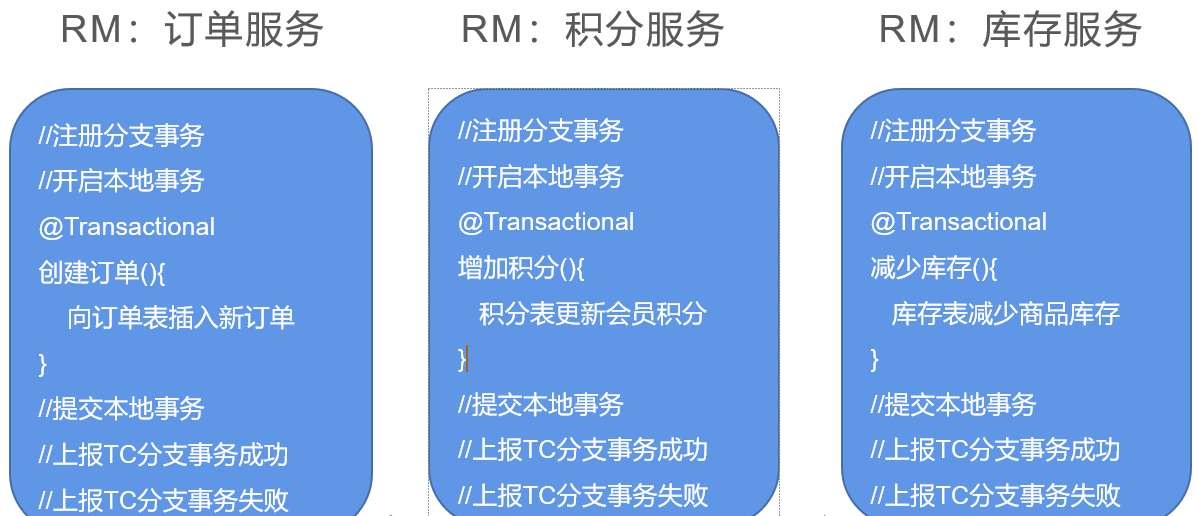 RM：订单服务
//注册分支事务
//开启本地事务
@Transactional
创建订单(){
向订单表插入新订单
}
//提交本地事务
//上报TC分支事务成功
//上报TC分支事务失败
RM：积分服务
//注册分支事务
//开启本地事务
@Transactional
增加积分(){
积分表更新会员积分
}
//提交本地事务
//上报TC分支事务成功
//上报TC分支事务失败
RM：库存服务
//注册分支事务
//开启本地事务
@Transactional
减少库存(){
库存表减少商品库存
}
//提交本地事务
//上报TC分支事务成功
//上报TC分支事务失败